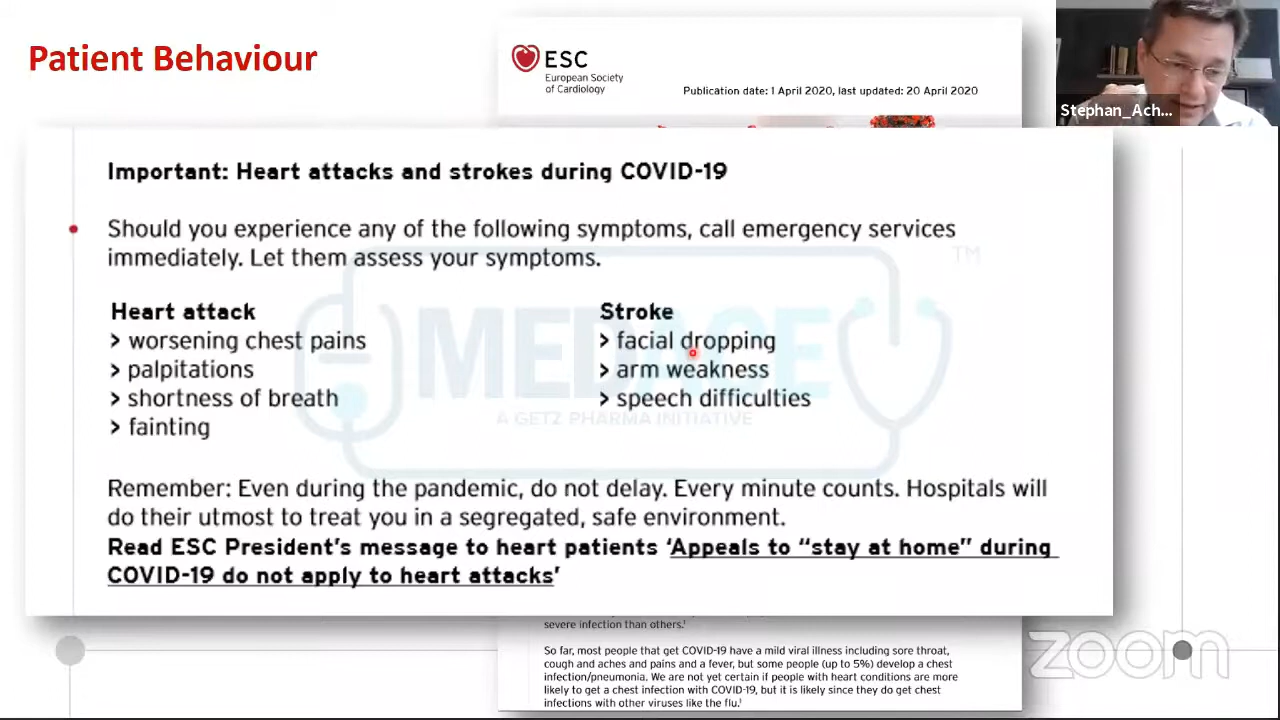 Patient Behaviour
ESC
European Society
of Cardiology
Publication date: 1 April 2020, last updated: 20 April 2020
Stephan_Ach...
Important: Heart attacks and strokes during COVID-19
Should you experience any of the following symptoms, call emergency services
immediately. Let them assess your symptoms.
Heart attack
> worsening chest pains
> palpitations
> shortness of breath
> fainting
Stroke
> facial dropping
> arm weakness
> speech difficulties
MEDACE
TM
A GETZ PHARMA INITIATIVE
Remember: Even during the pandemic, do not delay. Every minute counts. Hospitals will
do their utmost to treat you in a segregated, safe environment.
Read ESC President's message to heart patients 'Appeals to “stay at home” during
COVID-19 do not apply to heart attacks'
severe infection than others.¹
So far, most people that get COVID-19 have a mild viral illness including sore throat,
cough and aches and pains and a fever, but some people (up to 5%) develop a chest
infection/pneumonia. We are not yet certain if people with heart conditions are more
likely to get a chest infection with COVID-19, but it is likely since they do get chest
infections with other viruses like the flu.¹
zoom